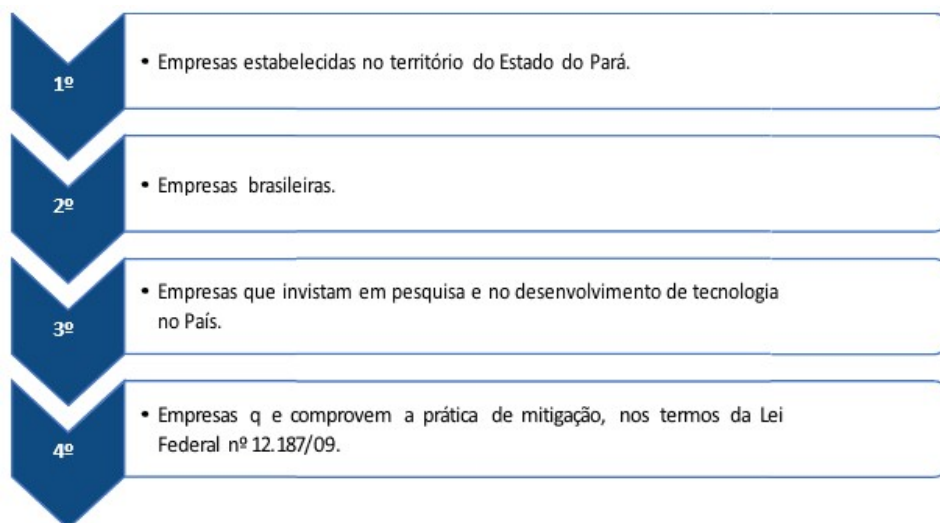 1º
• Empresas estabelecidas no território do Estado do Pará.
2º
• Empresas brasileiras.
3º
• Empresas que invistam em pesquisa e no desenvolvimento de tecnologia
no País.
4º
• Empresas q e comprovem a prática de mitigação, nos termos da Lei
Federal nº 12.187/09.